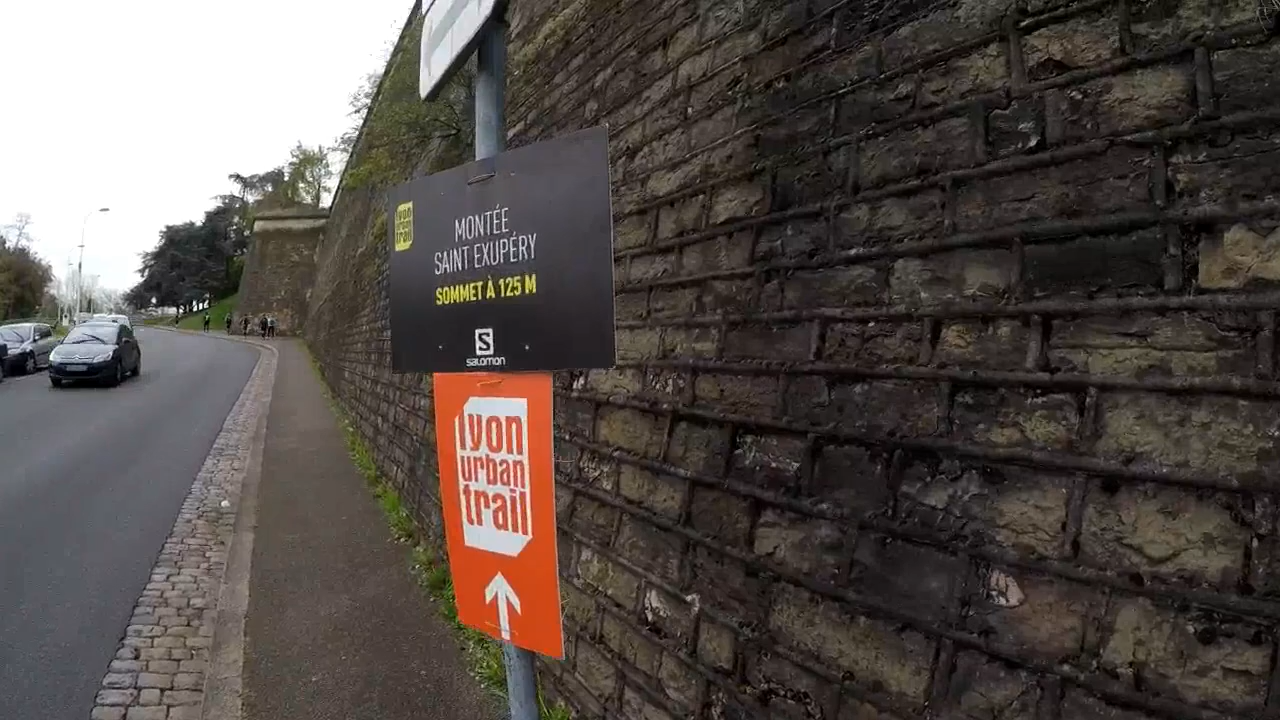 lyon
urban
trail
MONTÉE
SAINT EXUPÉRY
SOMMET À 125 M
S
salomon
lyon
urban
trail